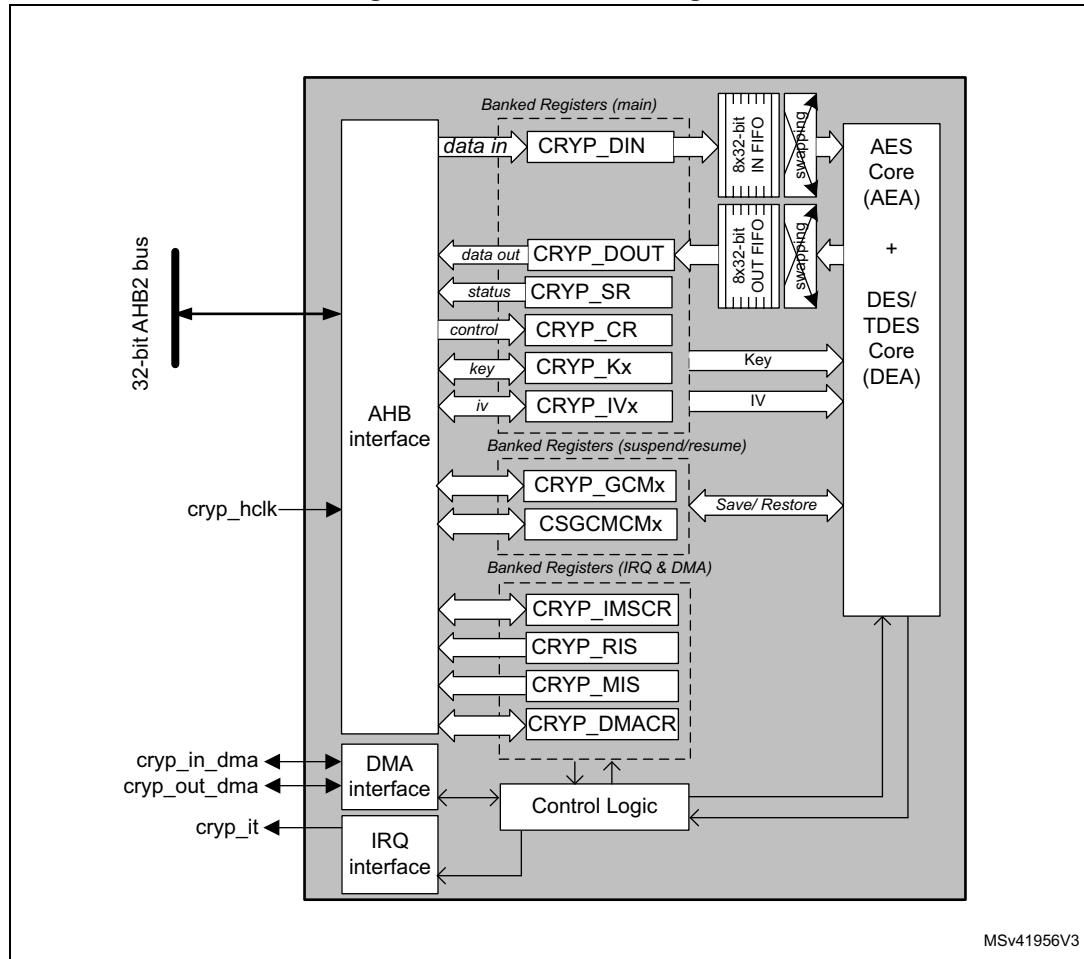 Banked Registers (main)
data in
CRYP_DIN
8x32-bit
IN FIFO
swapping
AES
Core
(AEA)
+
DES/
TDES
Core
(DEA)
data out
CRYP_DOUT
8x32-bit
OUT FIFO
swapping
status
CRYP_SR
control
CRYP_CR
key
CRYP_Kx
Key
iv
CRYP_IVx
IV
32-bit AHB2 bus
AHB
interface
Banked Registers (suspend/resume)
CRYP_GCMx
CSGCMCMx
Save/ Restore
cryp_hclk
Banked Registers (IRQ & DMA)
CRYP_IMSCR
CRYP_RIS
CRYP_MIS
CRYP_DMACR
cryp_in_dma
cryp_out_dma
DMA
interface
Control Logic
cryp_it
IRQ
interface
MSv41956V3